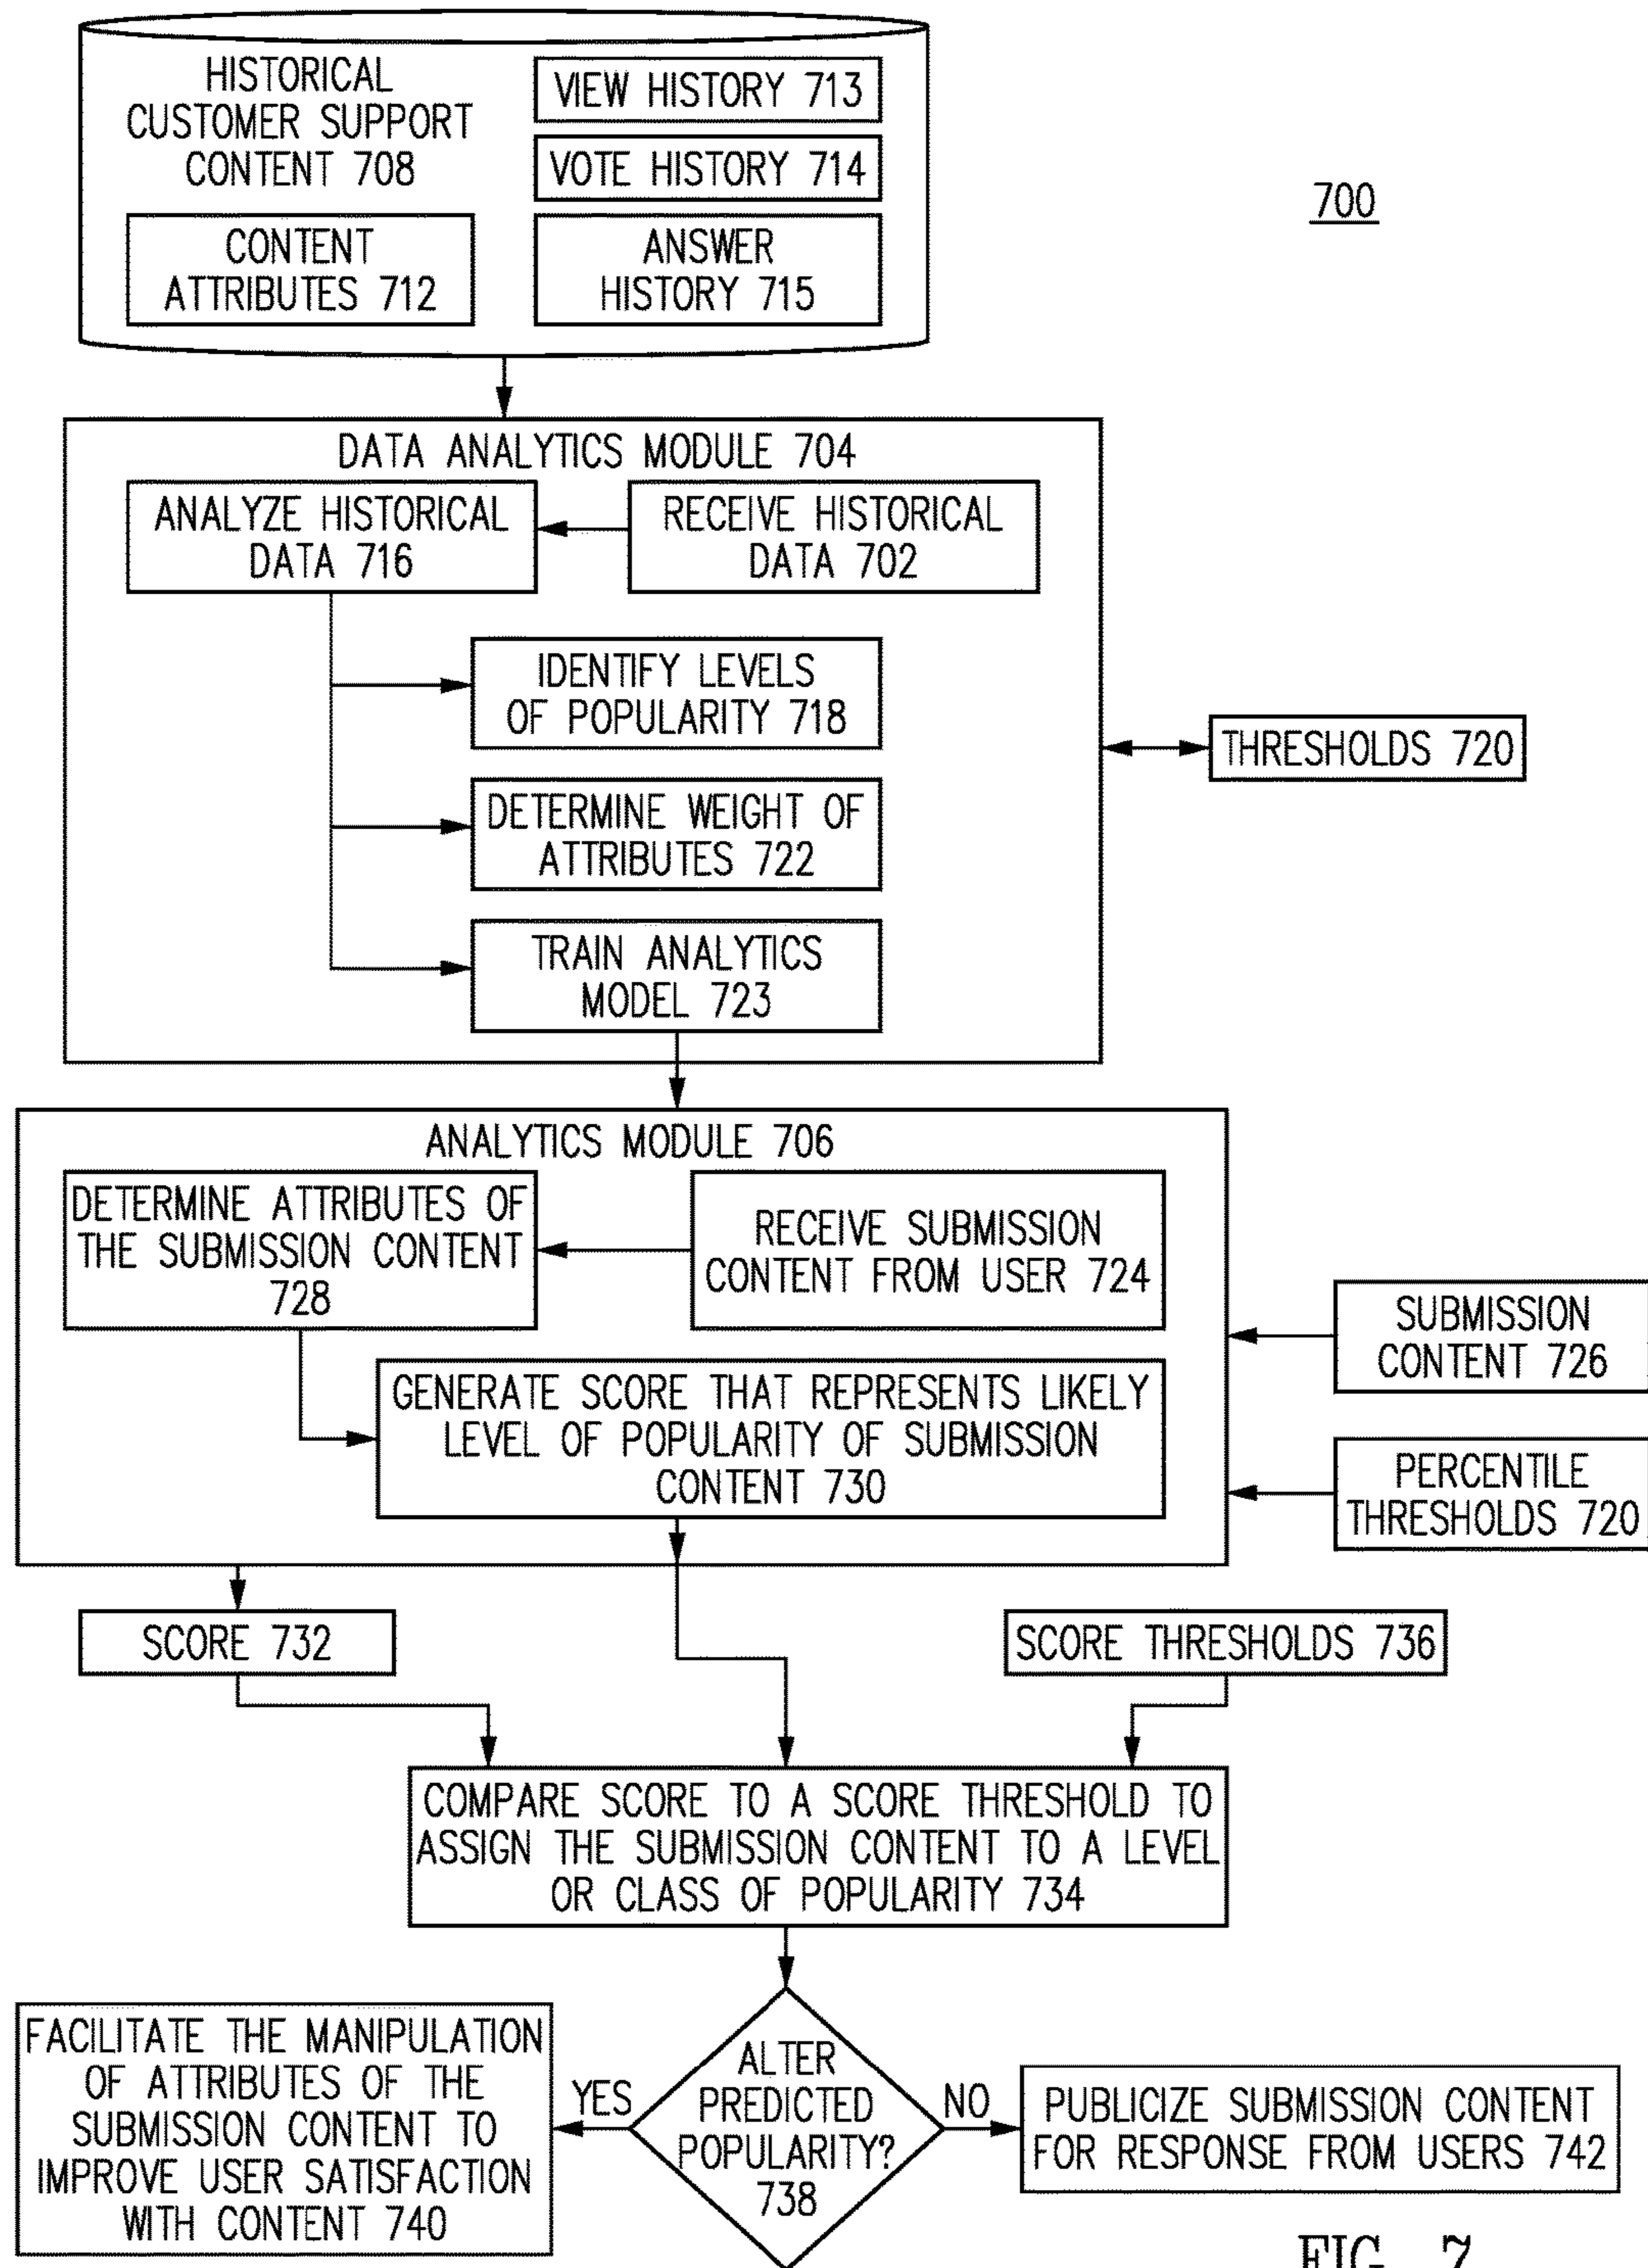 HISTORICAL
CUSTOMER SUPPORT
CONTENT 708
VIEW HISTORY 713
VOTE HISTORY 714
CONTENT
ATTRIBUTES 712
ANSWER
HISTORY 715
700
DATA ANALYTICS MODULE 704
ANALYZE HISTORICAL
DATA 716
RECEIVE HISTORICAL
DATA 702
IDENTIFY LEVELS
OF POPULARITY 718
THRESHOLDS 720
DETERMINE WEIGHT OF
ATTRIBUTES 722
TRAIN ANALYTICS
MODEL 723
ANALYTICS MODULE 706
DETERMINE ATTRIBUTES OF
THE SUBMISSION CONTENT
728
RECEIVE SUBMISSION
CONTENT FROM USER 724
SUBMISSION
CONTENT 726
GENERATE SCORE THAT REPRESENTS LIKELY
LEVEL OF POPULARITY OF SUBMISSION
CONTENT 730
PERCENTILE
THRESHOLDS 720
SCORE 732
SCORE THRESHOLDS 736
COMPARE SCORE TO A SCORE THRESHOLD TO
ASSIGN THE SUBMISSION CONTENT TO A LEVEL
OR CLASS OF POPULARITY 734
FACILITATE THE MANIPULATION
OF ATTRIBUTES OF THE
SUBMISSION CONTENT TO
IMPROVE USER SATISFACTION
WITH CONTENT 740
YES
ALTER
PREDICTED
POPULARITY?
738
NO
PUBLICIZE SUBMISSION CONTENT
FOR RESPONSE FROM USERS 742
FIG. 7